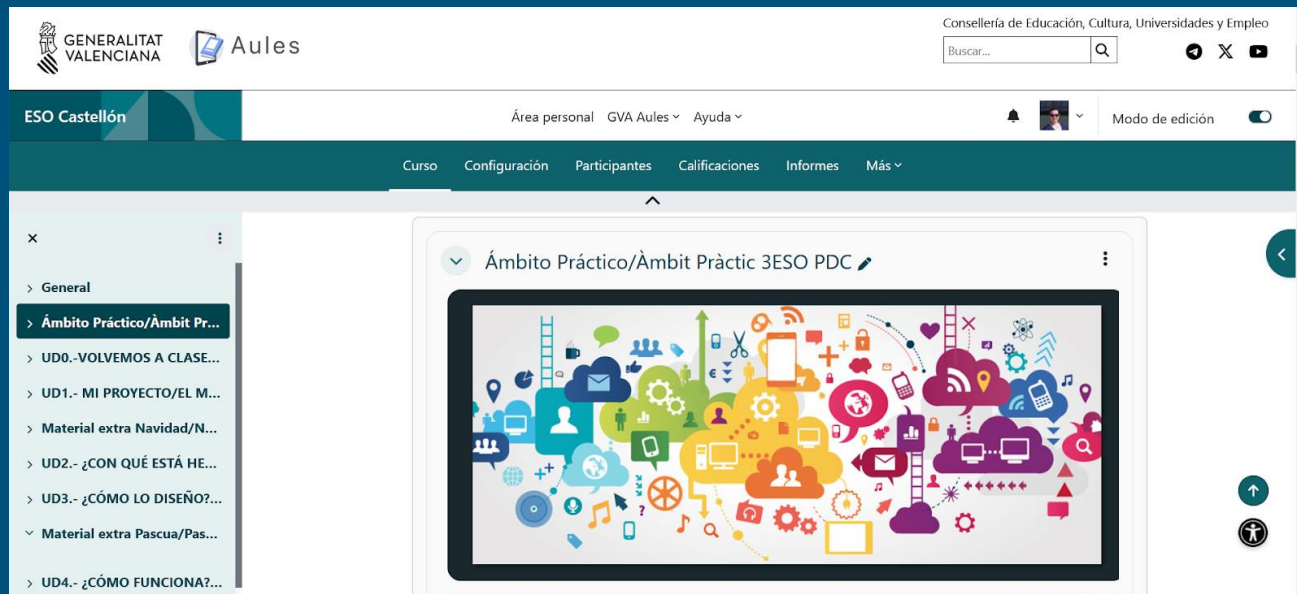 Consellería de Educación, Cultura, Universidades y Empleo
GENERALITAT
VALENCIANA
Aules
Buscar...
ESO Castellón
Área personal GVA Aules Ayuda
Modo de edición
Curso Configuración Participantes Calificaciones Informes Más
General
Ámbito Práctico/Àmbit Pr...
UD0.-VOLVEMOS A CLASE...
UD1.- MI PROYECTO/EL M...
Material extra Navidad/N...
UD2.- ¿CON QUÉ ESTÁ HE...
UD3.- ¿CÓMO LO DISEÑO?...
Material extra Pascua/Pas...
UD4.- ¿CÓMO FUNCIONA?...
Ámbito Práctico/Àmbit Pràctic 3ESO PDC